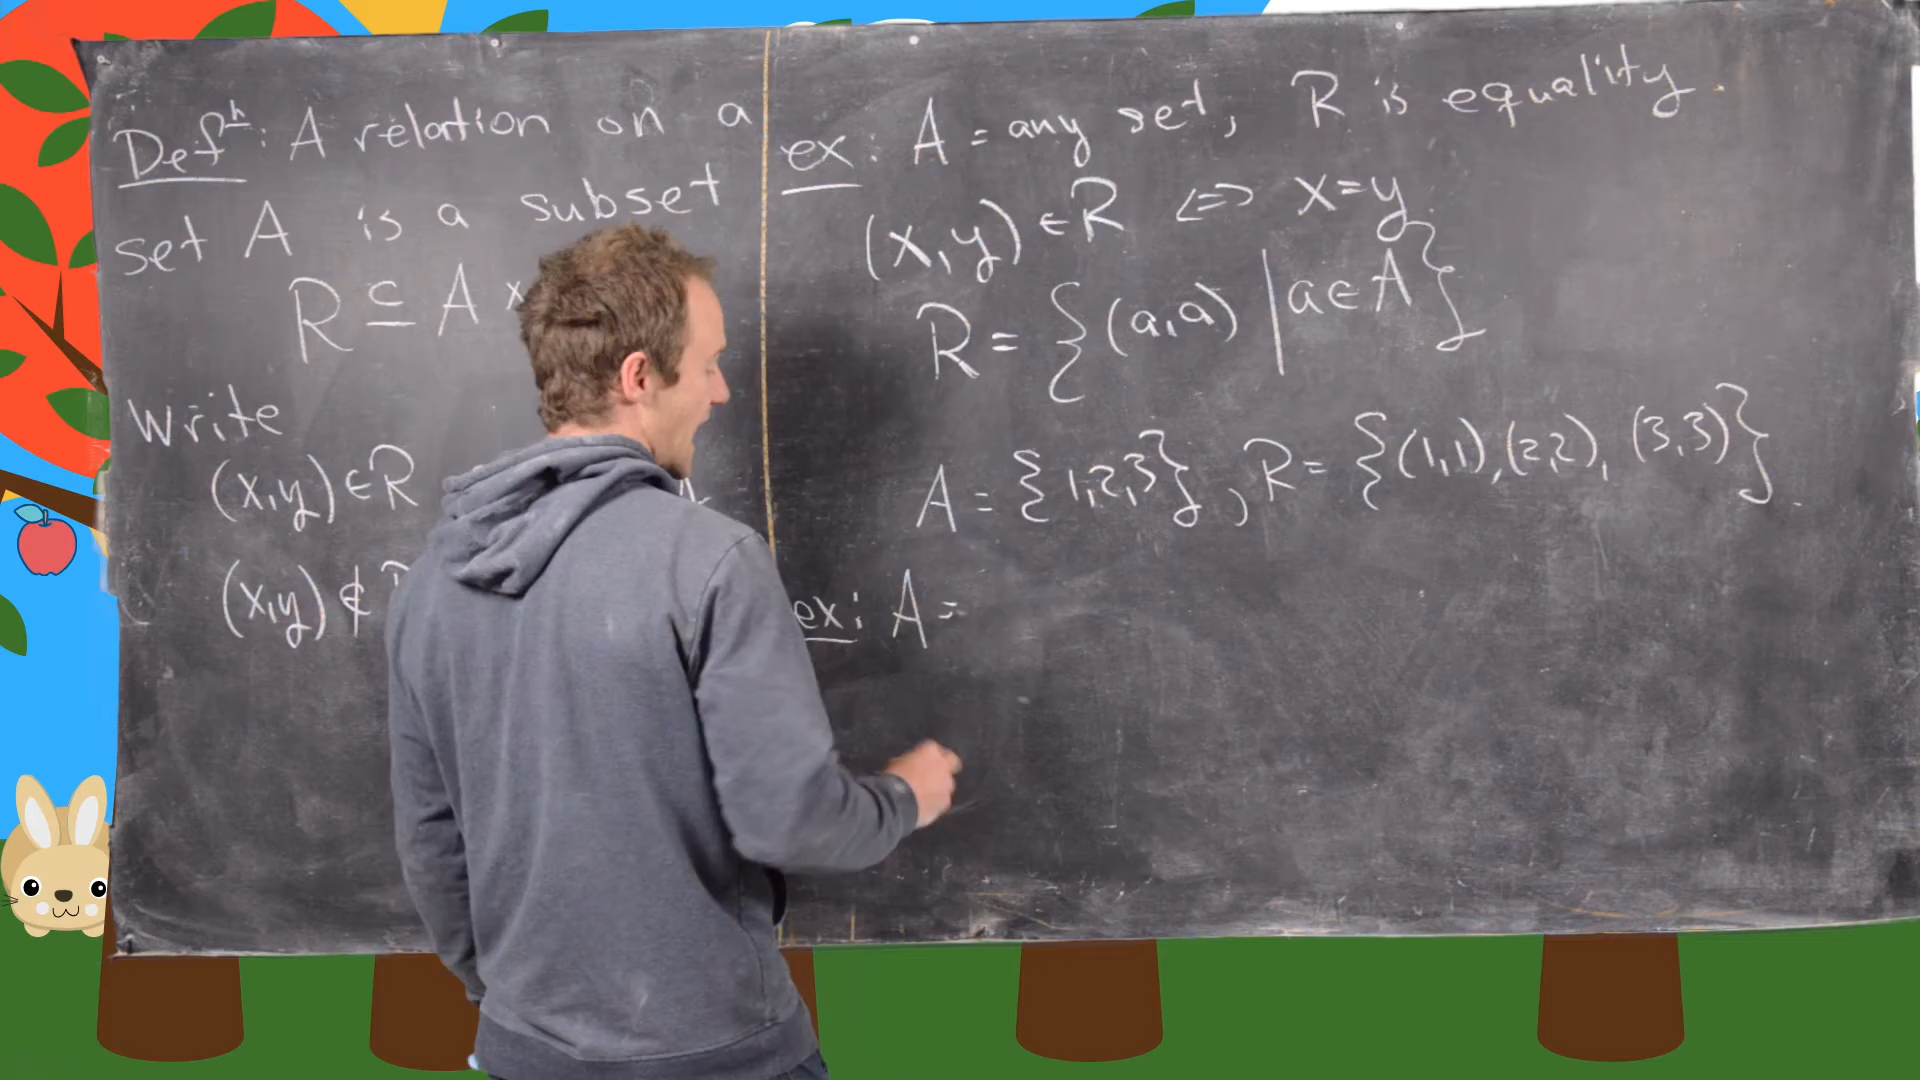 Defⁿ: A relation on a
set A is a subset
R ⊆ A ×
Write
(x,y) ∈ R
(x,y) ∉
ex: A = any set, R is equality.
(x,y) ∈ R ⇔ x=y
R = {(a,a) | a ∈ A}
A = {1,2,3}, R = {(1,1),(2,2), (3,3)}.
ex: A =